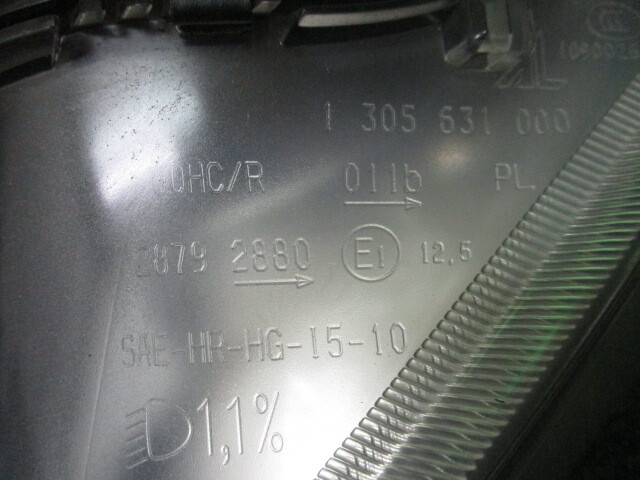 1 305 631 000
HC/R 011b PL
2879 2880 E1 12,5
SAE-HR-HG-15-10
1,1%